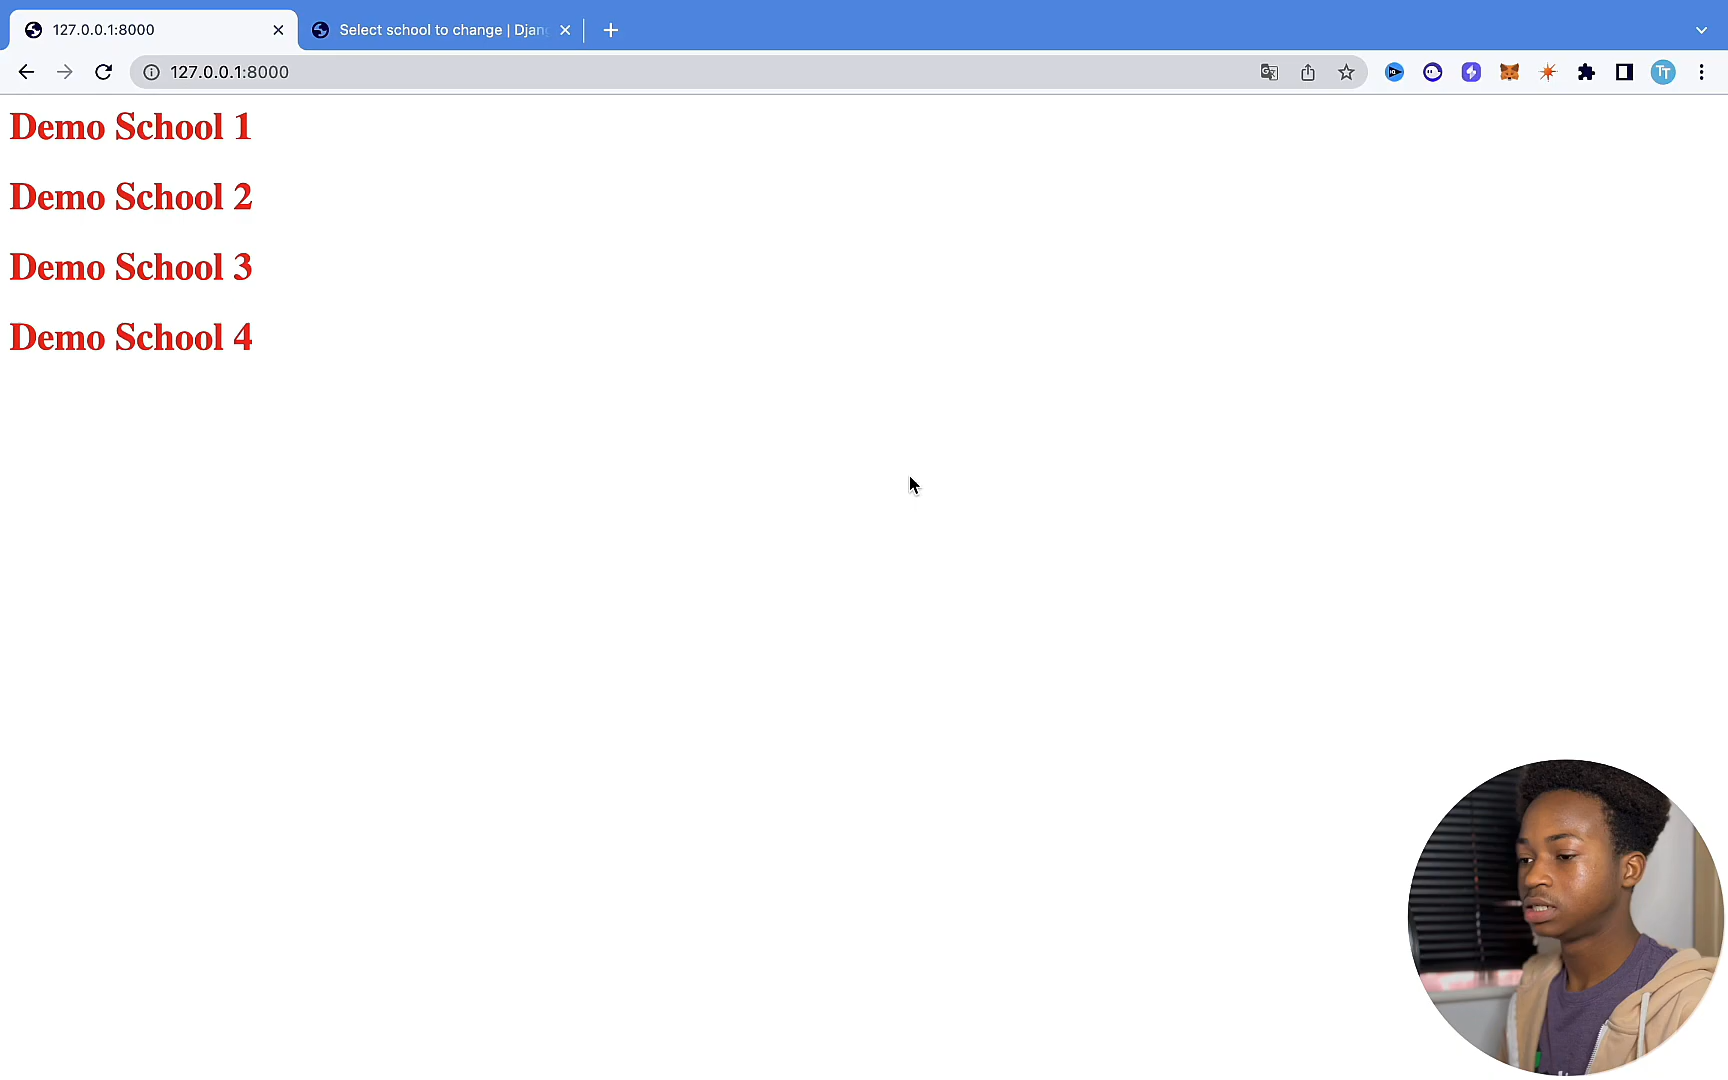 127.0.0.1:8000
Select school to change | Djan
127.0.0.1:8000
TT
Demo School 1
Demo School 2
Demo School 3
Demo School 4